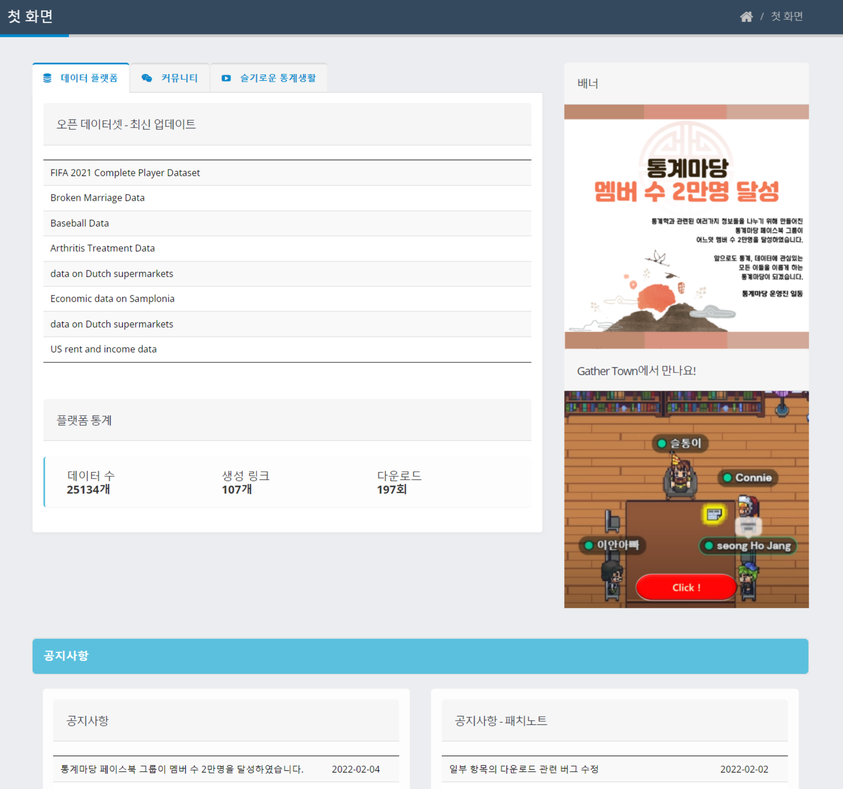 첫 화면
/ 첫 화면
데이터 플랫폼
커뮤니티
슬기로운 통계생활
오픈 데이터셋 - 최신 업데이트
FIFA 2021 Complete Player Dataset
Broken Marriage Data
Baseball Data
Arthritis Treatment Data
data on Dutch supermarkets
Economic data on Samplonia
data on Dutch supermarkets
US rent and income data
플랫폼 통계
데이터 수
25134개
생성 링크
107개
다운로드
197회
배너
통계마당
멤버 수 2만명 달성
통계학과 관련된 여러가지 정보들을 나누기 위해 만들어진
통계마당 페이스북 그룹이
어느덧 멤버 수 2만명을 달성하였습니다.
앞으로도 통계, 데이터에 관심있는
모든 이들을 이롭게 하는
통계마당이 되겠습니다.
통계마당 운영진 일동
Gather Town에서 만나요!
슬통이
Connie
이안아빠
seong Ho Jang
Click !
공지사항
공지사항
통계마당 페이스북 그룹이 멤버 수 2만명을 달성하였습니다. 2022-02-04
공지사항 - 패치노트
일부 항목의 다운로드 관련 버그 수정 2022-02-02